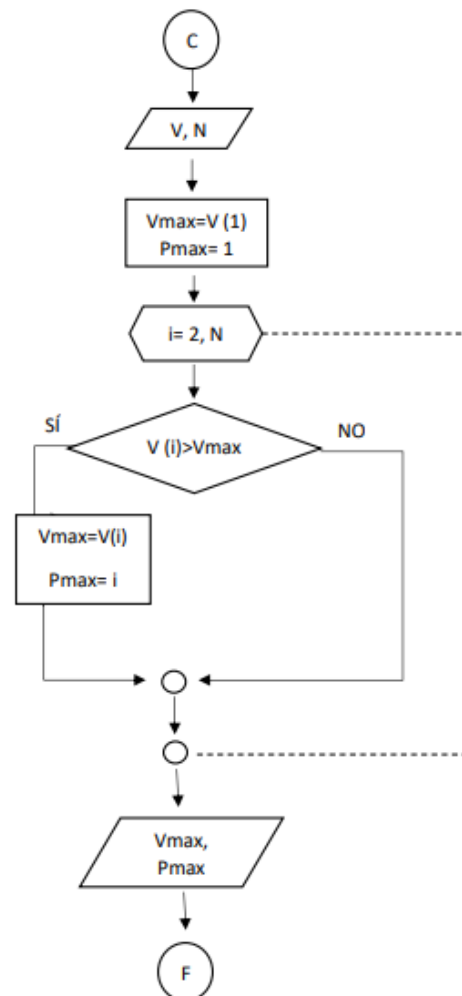 C
V, N
Vmax=V (1)
Pmax= 1
i= 2, N
SÍ
V (i)>Vmax
NO
Vmax=V(i)
Pmax= i
Vmax,
Pmax
F